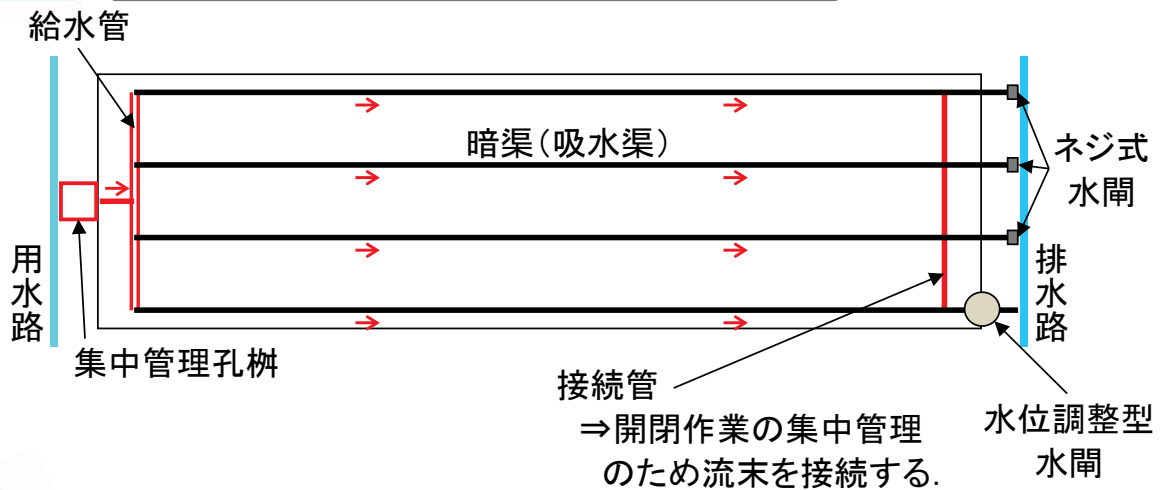 給水管
暗渠（吸水渠）
ネジ式
水閘
用水路
排水路
集中管理孔桝
接続管
⇒開閉作業の集中管理
のため流末を接続する.
水位調整型
水閘